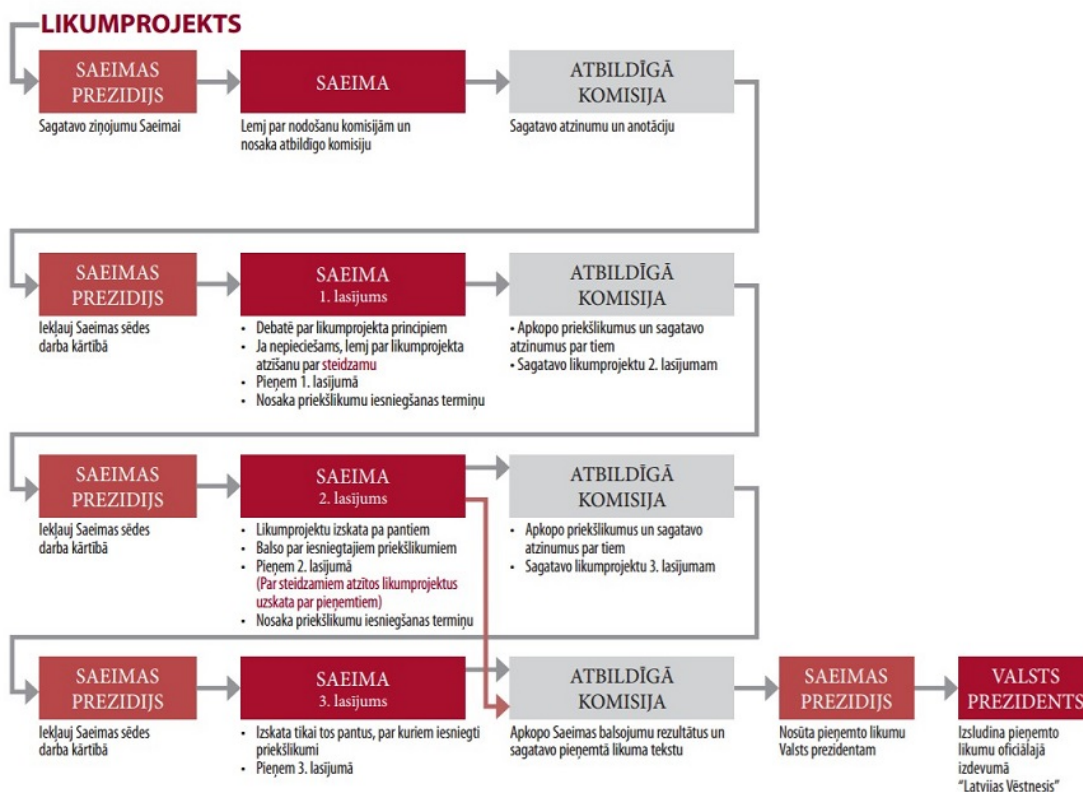 LIKUMPROJEKTS
SAEIMAS
PREZIDIJS
Sagatavo ziņojumu Saeimai
SAEIMA
Lemj par nodošanu komisijām un
nosaka atbildīgo komisiju
ATBILDĪGĀ
KOMISIJA
Sagatavo atzinumu un anotāciju
SAEIMAS
PREZIDIJS
Iekļauj Saeimas sēdes
darba kārtībā
SAEIMA
1. lasījums
• Debatē par likumprojekta principiem
• Ja nepieciešams, lemj par likumprojekta
atzīšanu par steidzamu
• Pieņem 1. lasījumā
• Nosaka priekšlikumu iesniegšanas termiņu
ATBILDĪGĀ
KOMISIJA
• Apkopo priekšlikumus un sagatavo
atzinumus par tiem
• Sagatavo likumprojektu 2. lasījumam
SAEIMAS
PREZIDIJS
Iekļauj Saeimas sēdes
darba kārtībā
SAEIMA
2. lasījums
• Likumprojektu izskata pa pantiem
• Balso par iesniegtajiem priekšlikumiem
• Pieņem 2. lasījumā
(Par steidzamiem atzītos likumprojektus
uzskata par pieņemtiem)
• Nosaka priekšlikumu iesniegšanas termiņu
ATBILDĪGĀ
KOMISIJA
• Apkopo priekšlikumus un sagatavo
atzinumus par tiem
• Sagatavo likumprojektu 3. lasījumam
SAEIMAS
PREZIDIJS
Iekļauj Saeimas sēdes
darba kārtībā
SAEIMA
3. lasījums
• Izskata tikai tos pantus, par kuriem iesniegti
priekšlikumi
• Pieņem 3. lasījumā
ATBILDĪGĀ
KOMISIJA
Apkopo Saeimas balsojumu rezultātus un
sagatavo pieņemtā likuma tekstu
SAEIMAS
PREZIDIJS
Nosūta pieņemto likumu
Valsts prezidentam
VALSTS
PREZIDENTS
Izsludina pieņemto
likumu oficiālajā
izdevumā
"Latvijas Vēstnesis"